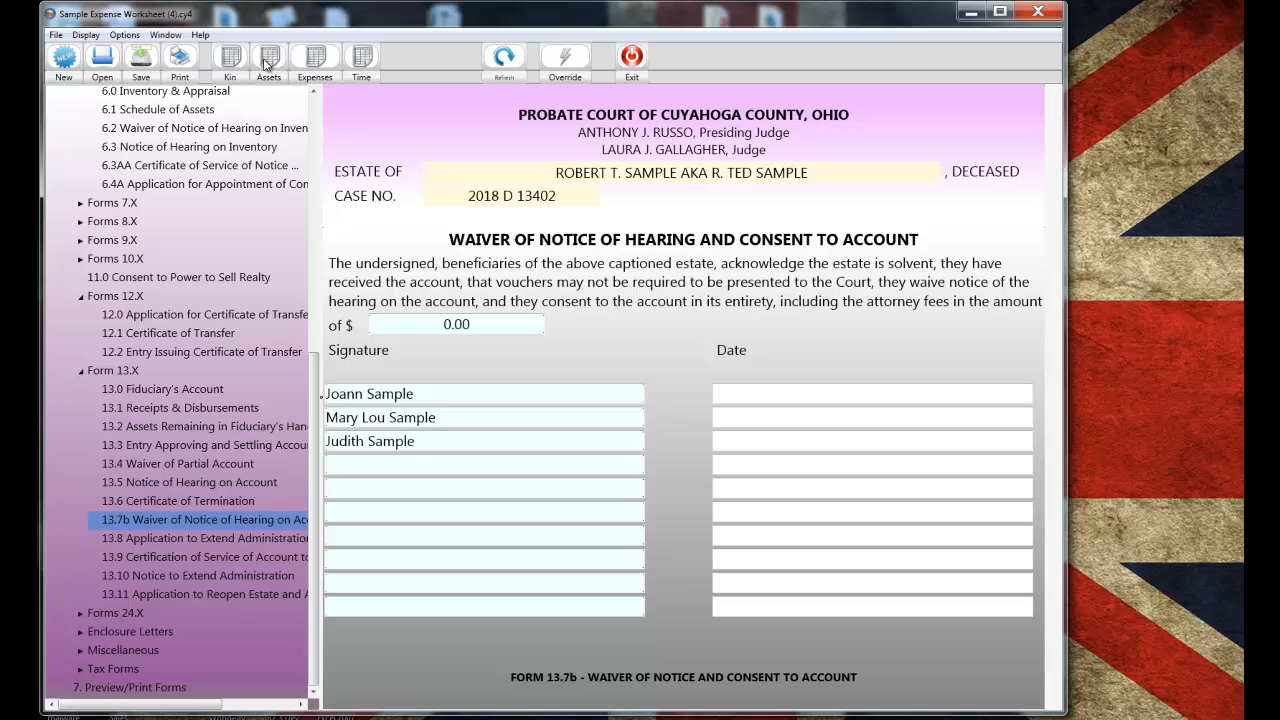 Sample Expense Worksheet (4).cy4
File Display Options Window Help
NEW
New Open Save Print Kin Assets Expenses Time Refresh Override Exit
6.0 Inventory & Appraisal
6.1 Schedule of Assets
6.2 Waiver of Notice of Hearing on Inven
6.3 Notice of Hearing on Inventory
6.3AA Certificate of Service of Notice ...
6.4A Application for Appointment of Con
Forms 7.X
Forms 8.X
Forms 9.X
Forms 10.X
11.0 Consent to Power to Sell Realty
Forms 12.X
12.0 Application for Certificate of Transfe
12.1 Certificate of Transfer
12.2 Entry Issuing Certificate of Transfer
Form 13.X
13.0 Fiduciary's Account
13.1 Receipts & Disbursements
13.2 Assets Remaining in Fiduciary's Han
13.3 Entry Approving and Settling Accou
13.4 Waiver of Partial Account
13.5 Notice of Hearing on Account
13.6 Certificate of Termination
13.7b Waiver of Notice of Hearing on Acc
13.8 Application to Extend Administration
13.9 Certification of Service of Account to
13.10 Notice to Extend Administration
13.11 Application to Reopen Estate and A
Forms 24.X
Enclosure Letters
Miscellaneous
Tax Forms
7. Preview/Print Forms
PROBATE COURT OF CUYAHOGA COUNTY, OHIO
ANTHONY J. RUSSO, Presiding Judge
LAURA J. GALLAGHER, Judge
ESTATE OF ROBERT T. SAMPLE AKA R. TED SAMPLE , DECEASED
CASE NO. 2018 D 13402
WAIVER OF NOTICE OF HEARING AND CONSENT TO ACCOUNT
The undersigned, beneficiaries of the above captioned estate, acknowledge the estate is solvent, they have
received the account, that vouchers may not be required to be presented to the Court, they waive notice of the
hearing on the account, and they consent to the account in its entirety, including the attorney fees in the amount
of $ 0.00
Signature Date
Joann Sample
Mary Lou Sample
Judith Sample
FORM 13.7b - WAIVER OF NOTICE AND CONSENT TO ACCOUNT